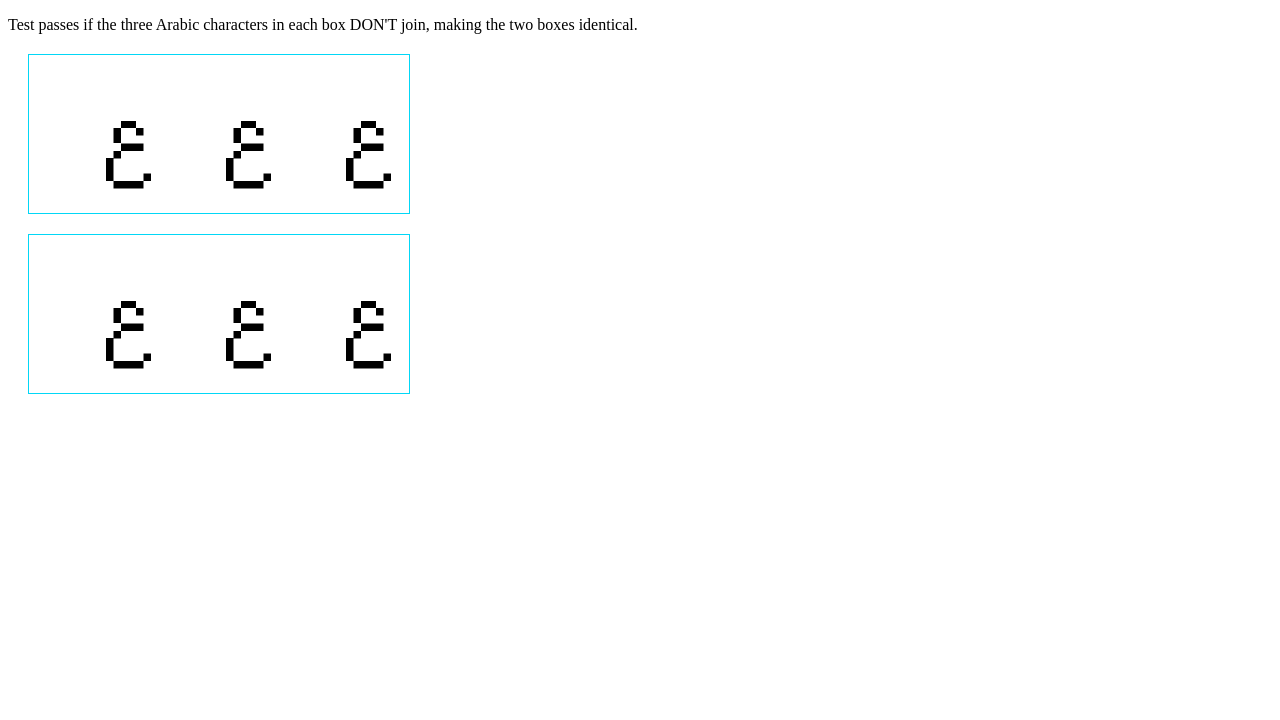 Test passes if the three Arabic characters in each box DON'T join, making the two boxes identical.
ع ع ع
ع ع ع